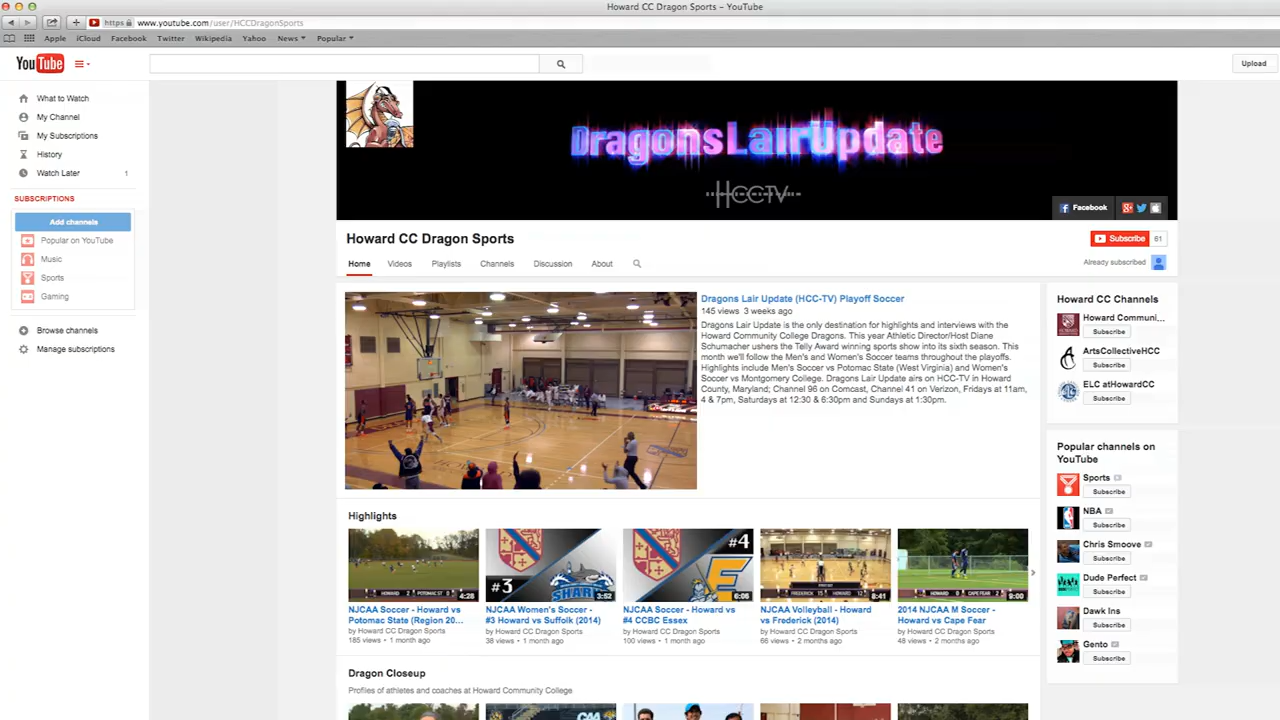 Howard CC Dragon Sports – YouTube
https www.youtube.com/user/HCCDragonSports
Apple iCloud Facebook Twitter Wikipedia Yahoo News Popular
YouTube
Upload
What to Watch
My Channel
My Subscriptions
History
Watch Later 1
SUBSCRIPTIONS
Add channels
Popular on YouTube
Music
Sports
Gaming
Browse channels
Manage subscriptions
DragonsLairUpdate
HCCTV
Facebook
Howard CC Dragon Sports
Subscribe 61
Home Videos Playlists Channels Discussion About
Already subscribed
Dragons Lair Update (HCC-TV) Playoff Soccer
145 views 3 weeks ago
Dragons Lair Update is the only destination for highlights and interviews with the
Howard Community College Dragons. This year Athletic Director/Host Diane
Schumacher ushers the Telly Award winning sports show into its sixth season. This
month we'll follow the Men's and Women's Soccer teams throughout the playoffs.
Highlights include Men's Soccer vs Potomac State (West Virginia) and Women's
Soccer vs Montgomery College. Dragons Lair Update airs on HCC-TV in Howard
County, Maryland; Channel 96 on Comcast, Channel 41 on Verizon, Fridays at 11am,
4 & 7pm, Saturdays at 12:30 & 6:30pm and Sundays at 1:30pm.
Howard CC Channels
Howard Communi...
Subscribe
ArtsCollectiveHCC
Subscribe
ELC atHowardCC
Subscribe
Popular channels on
YouTube
Sports
Subscribe
NBA
Subscribe
Chris Smoove
Subscribe
Dude Perfect
Subscribe
Dawk Ins
Subscribe
Gento
Subscribe
Highlights
4:28
NJCAA Soccer - Howard vs
Potomac State (Region 20...
by Howard CC Dragon Sports
185 views • 1 month ago
#3
3:52
NJCAA Women's Soccer -
#3 Howard vs Suffolk (2014)
by Howard CC Dragon Sports
38 views • 1 month ago
#4
6:06
NJCAA Soccer - Howard vs
#4 CCBC Essex
by Howard CC Dragon Sports
100 views • 1 month ago
8:41
NJCAA Volleyball - Howard
vs Frederick (2014)
by Howard CC Dragon Sports
66 views • 2 months ago
9:00
2014 NJCAA M Soccer -
Howard vs Cape Fear
by Howard CC Dragon Sports
48 views • 2 months ago
Dragon Closeup
Profiles of athletes and coaches at Howard Community College